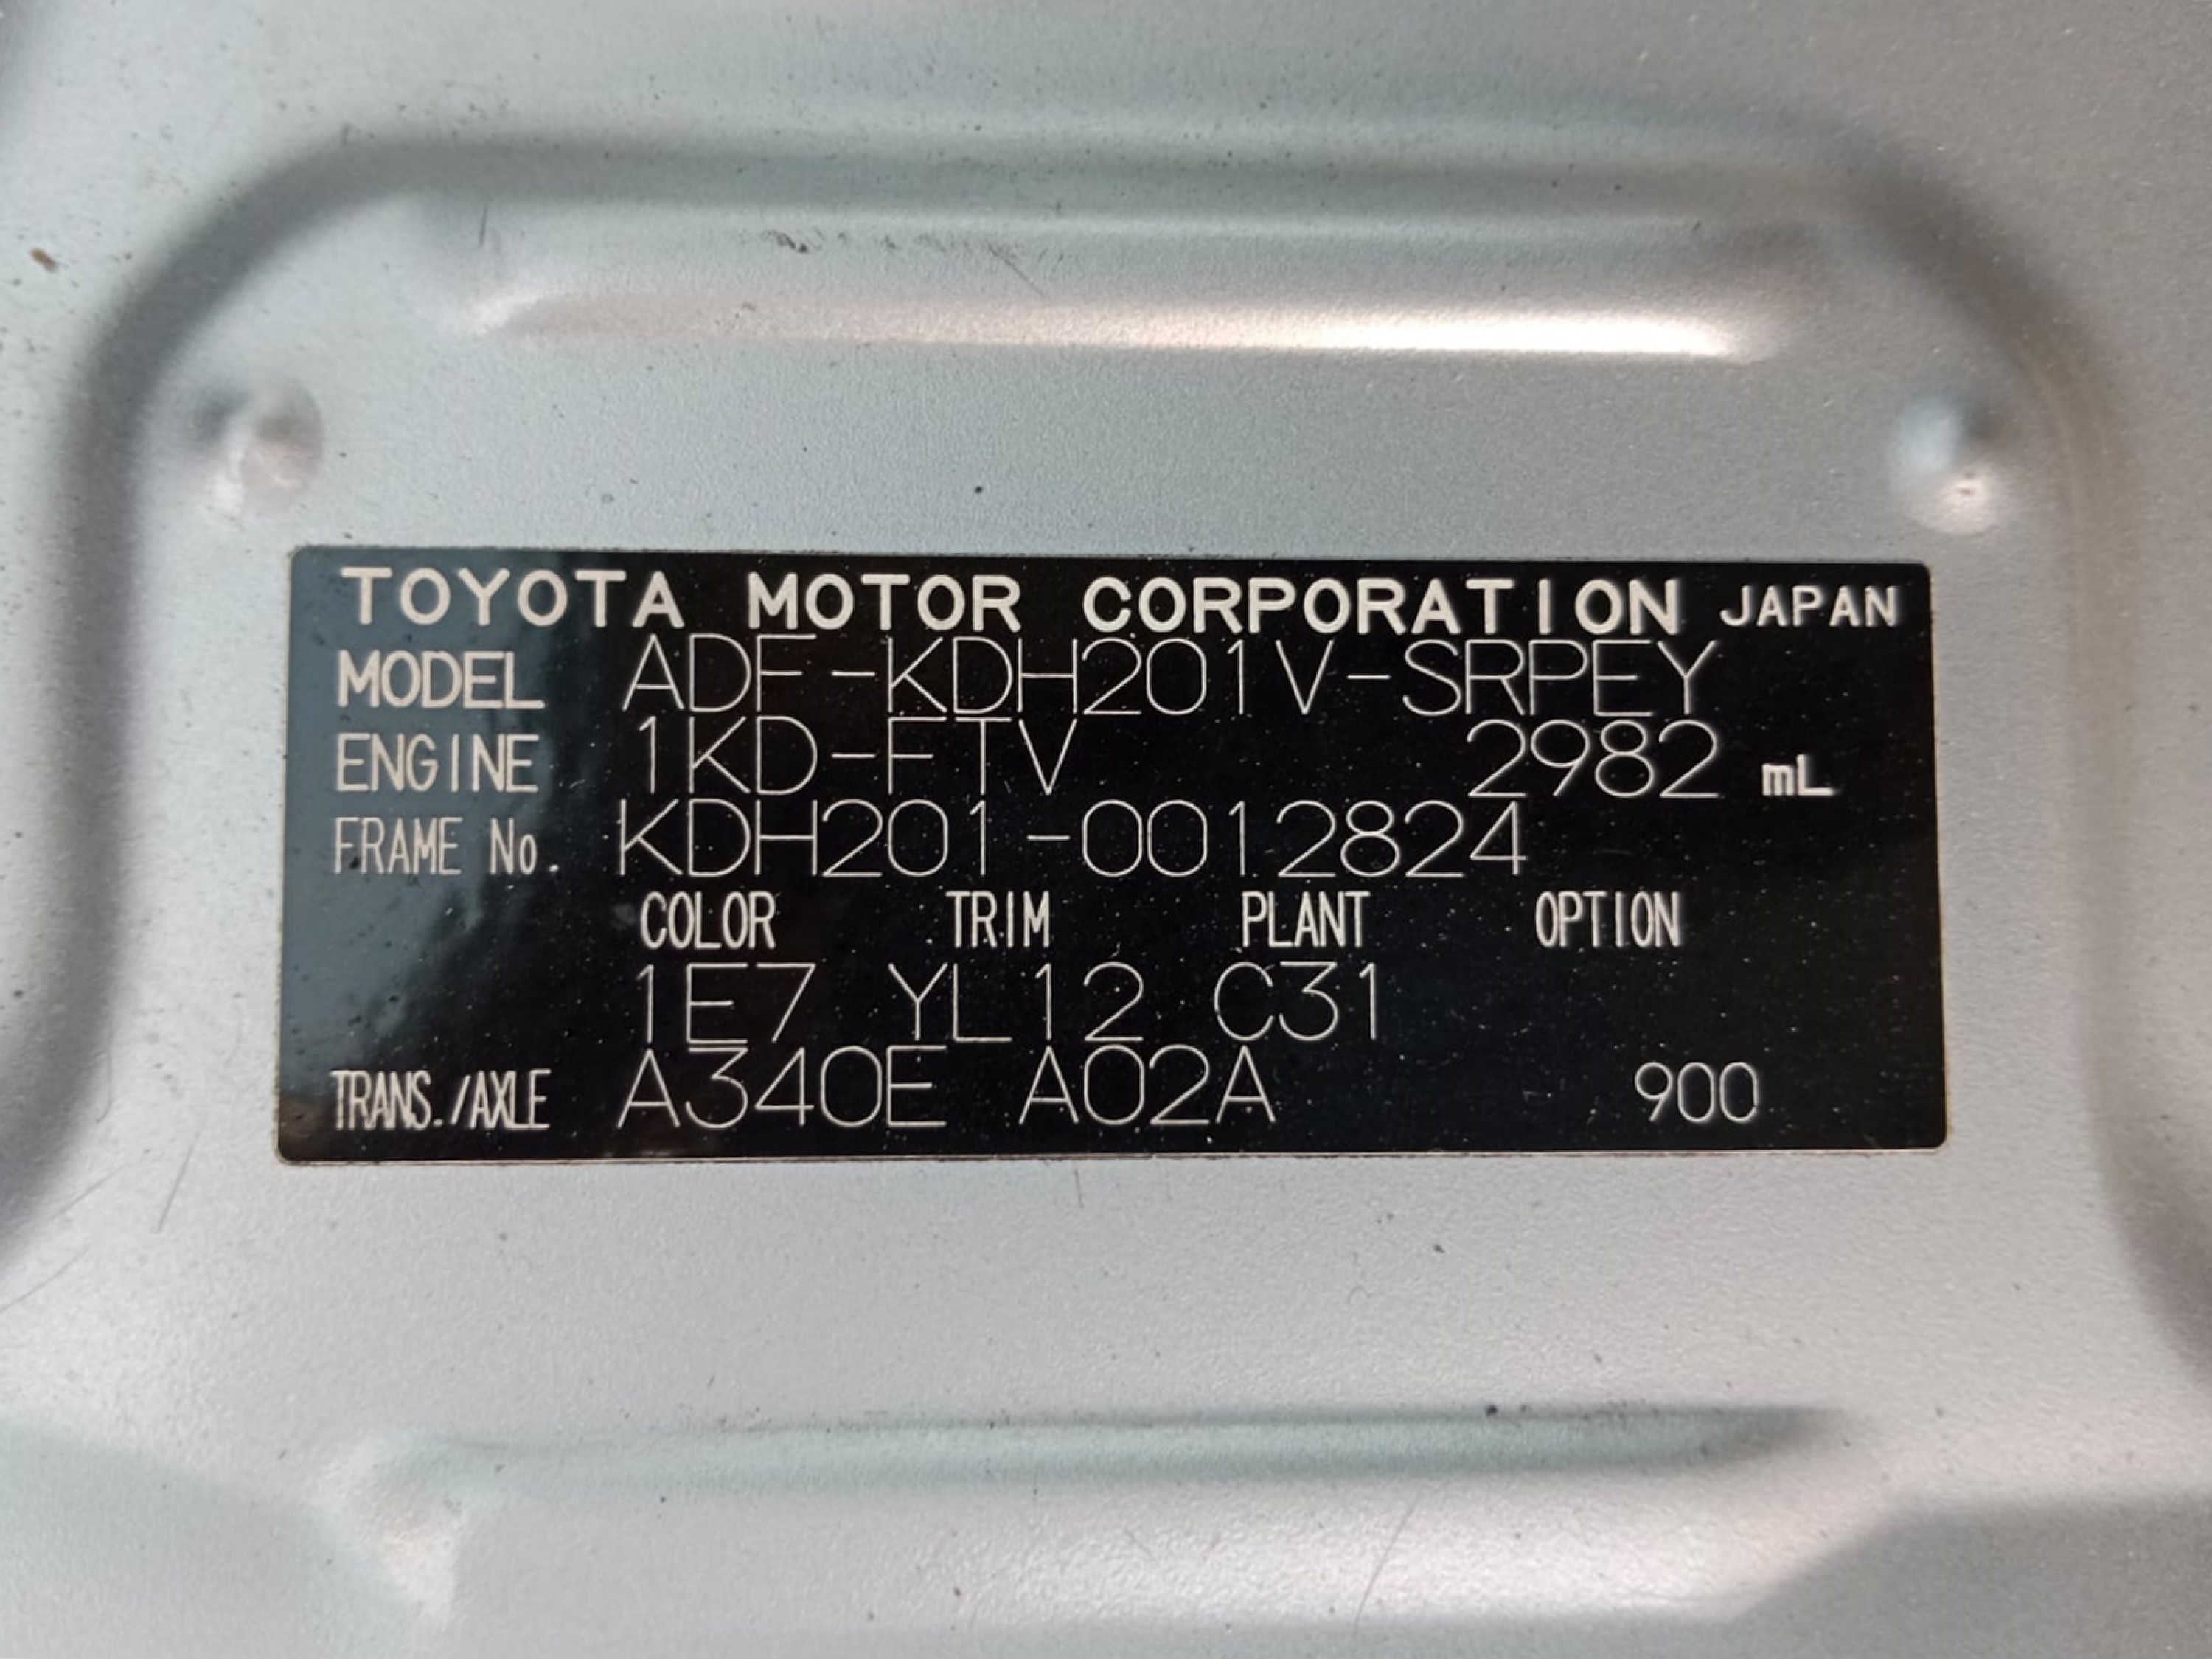 TOYOTA MOTOR CORPORATION JAPAN
MODEL ADF-KDH201V-SRPEY
ENGINE 1KD-FTV 2982 mL
FRAME No. KDH201-0012824
COLOR TRIM PLANT OPTION
1E7 YL12 C31
TRANS./AXLE A340E A02A 900